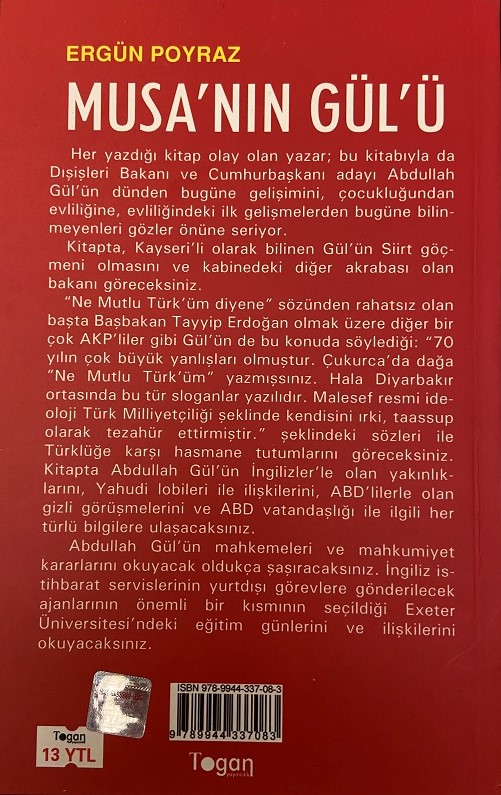 ERGÜN POYRAZ
MUSA'NIN GÜL'Ü
Her yazdığı kitap olay olan yazar; bu kitabıyla da
Dışişleri Bakanı ve Cumhurbaşkanı adayı Abdullah
Gül'ün dünden bugüne gelişimini, çocukluğundan
evliliğine, evliliğindeki ilk gelişmelerden bugüne bilin-
meyenleri gözler önüne seriyor.
Kitapta, Kayseri'li olarak bilinen Gül'ün Siirt göç-
meni olmasını ve kabinedeki diğer akrabası olan
bakanı göreceksiniz.
"Ne Mutlu Türk'üm diyene" sözünden rahatsız olan
başta Başbakan Tayyip Erdoğan olmak üzere diğer bir
çok AKP'liler gibi Gül'ün de bu konuda söylediği: "70
yılın çok büyük yanlışları olmuştur. Çukurca'da dağa
"Ne Mutlu Türk'üm" yazmışsınız. Hala Diyarbakır
ortasında bu tür sloganlar yazılıdır. Malesef resmi ide-
oloji Türk Milliyetçiliği şeklinde kendisini ırki, taassup
olarak tezahür ettirmiştir." şeklindeki sözleri ile
Türklüğe karşı hasmane tutumlarını göreceksiniz.
Kitapta Abdullah Gül'ün İngilizler'le olan yakınlık-
larını, Yahudi lobileri ile ilişkilerini, ABD'lilerle olan
gizli görüşmelerini ve ABD vatandaşlığı ile ilgili her
türlü bilgilere ulaşacaksınız.
Abdullah Gül'ün mahkemeleri ve mahkumiyet
kararlarını okuyacak oldukça şaşıracaksınız. İngiliz is-
tihbarat servislerinin yurtdışı görevlere gönderilecek
ajanlarının önemli bir kısmının seçildiği Exeter
Üniversitesi'ndeki eğitim günlerini ve ilişkilerini
okuyacaksınız.
ISBN 978-9944-337-08-3
9 789944 337083
Togan
yayıncılık
13 YTL
Togan
yayıncılık